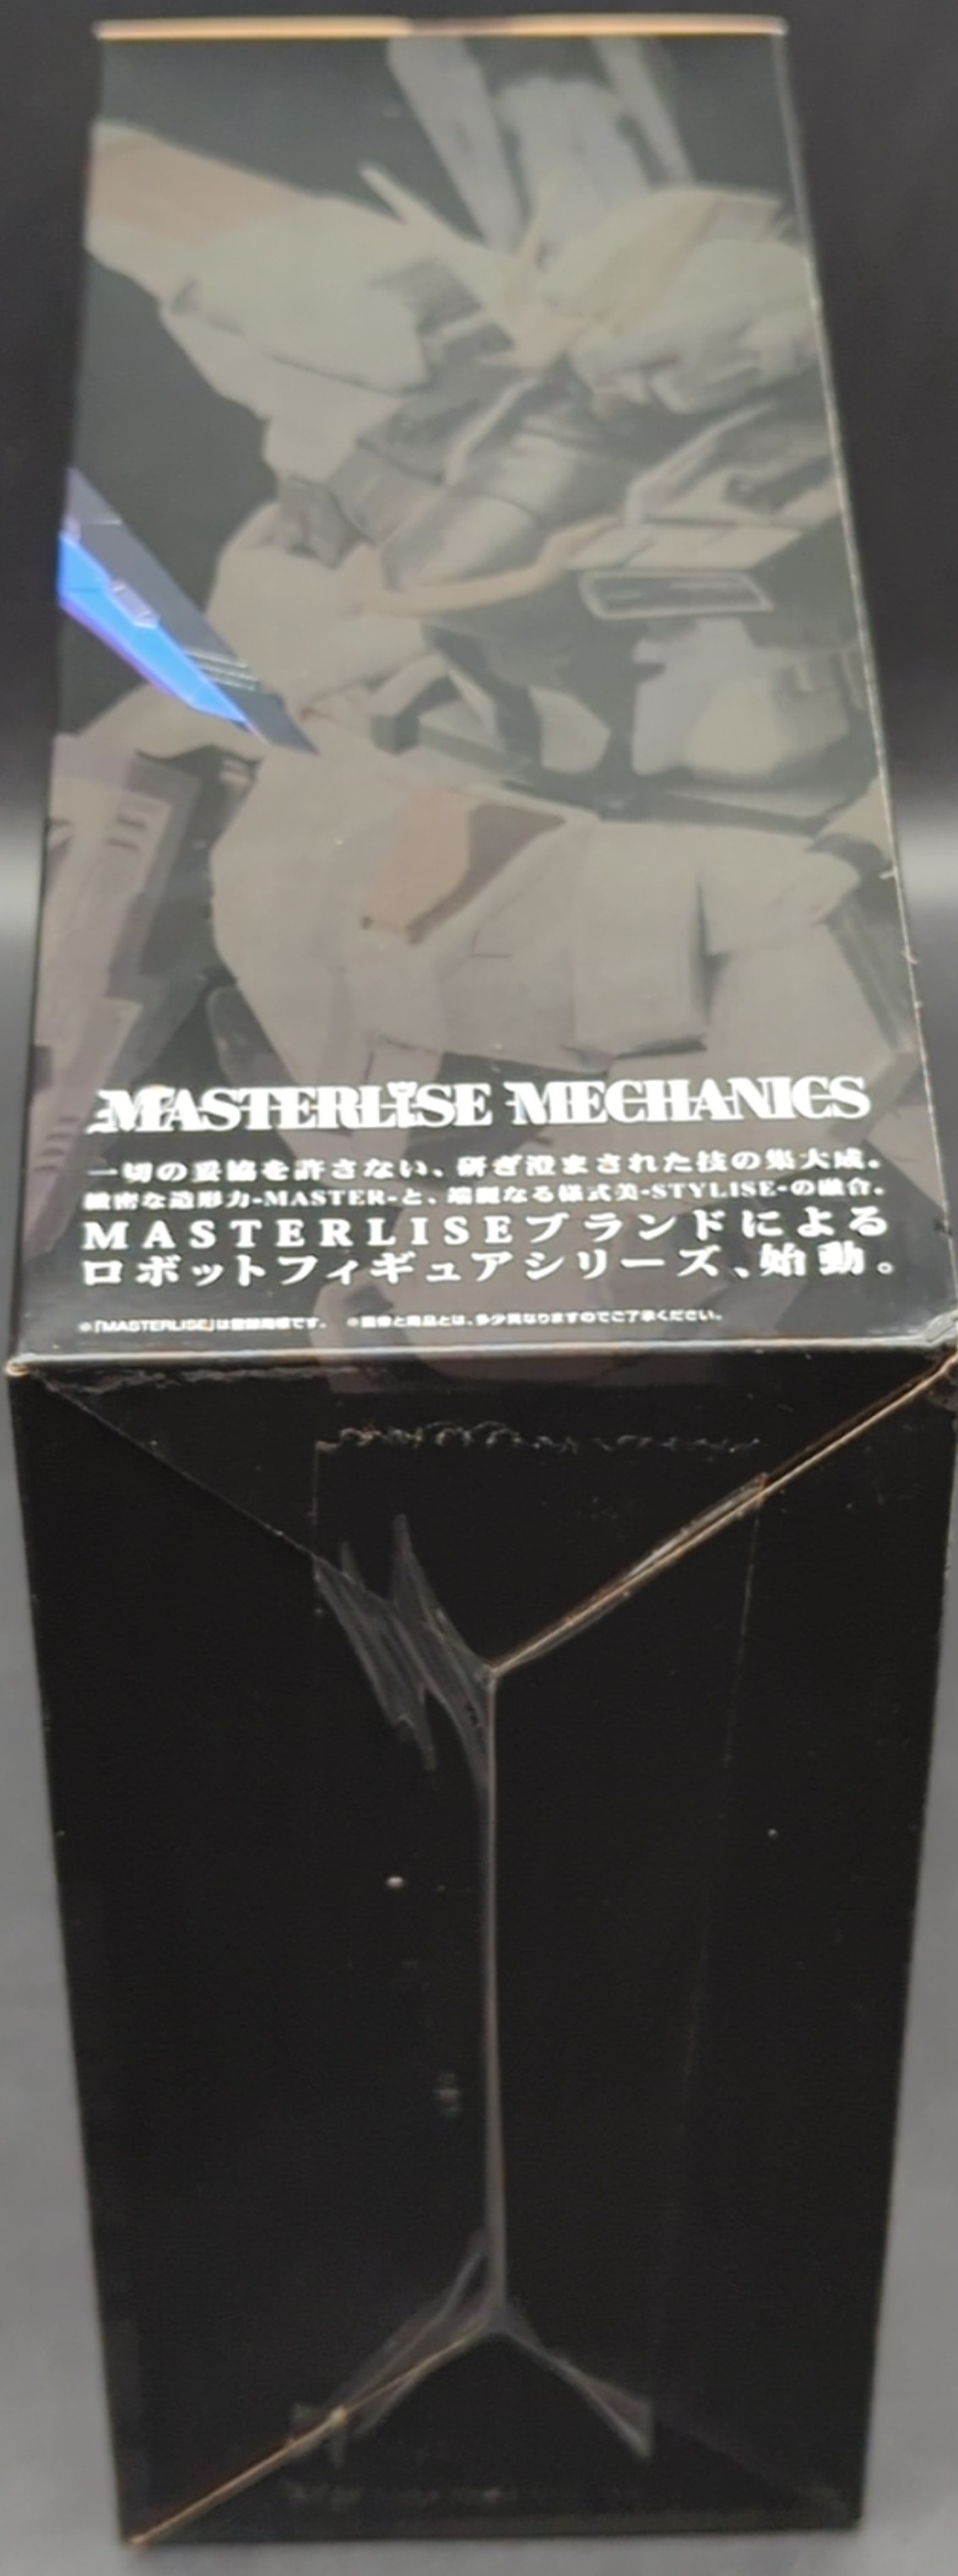 MASTERLISE MECHANICS
一切の妥協を許さない、研ぎ澄まされた技の集大成。
緻密な造形力-MASTER-と、端麗なる様式美-STYLISE-の融合。
MASTERLISEブランドによる
ロボットフィギュアシリーズ、始動。
※「MASTERLISE」は登録商標です。 ※画像と商品とは、多少異なりますのでご了承ください。